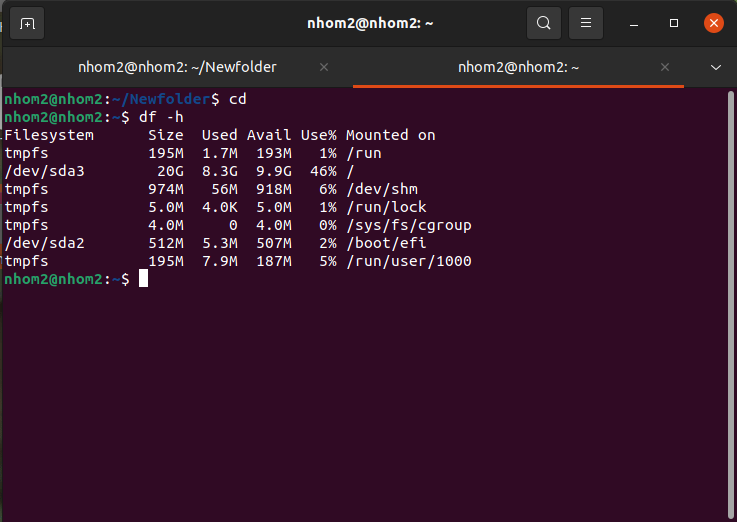 nhom2@nhom2: ~
nhom2@nhom2: ~/Newfolder
nhom2@nhom2: ~
nhom2@nhom2:~/Newfolder$ cd
nhom2@nhom2:~$ df -h
Filesystem      Size  Used Avail Use% Mounted on
tmpfs           195M  1.7M  193M   1% /run
/dev/sda3        20G  8.3G  9.9G  46% /
tmpfs           974M   56M  918M   6% /dev/shm
tmpfs           5.0M  4.0K  5.0M   1% /run/lock
tmpfs           4.0M     0  4.0M   0% /sys/fs/cgroup
/dev/sda2       512M  5.3M  507M   2% /boot/efi
tmpfs           195M  7.9M  187M   5% /run/user/1000
nhom2@nhom2:~$